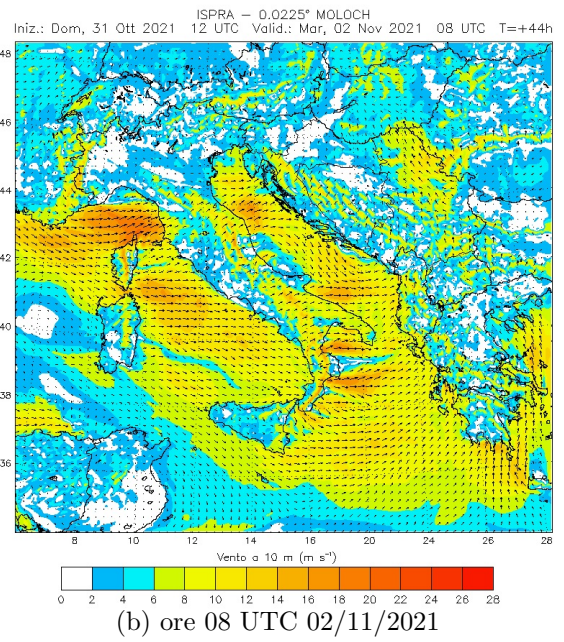 ISPRA – 0.0225° MOLOCH
Iniz.: Dom, 31 Ott 2021 12 UTC Valid.: Mar, 02 Nov 2021 08 UTC T=+44h
48
46
44
42
40
38
36
8 10 12 14 16 18 20 22 24 26 28
Vento a 10 m (m s⁻¹)
0 2 4 6 8 10 12 14 16 18 20 22 24 26 28
(b) ore 08 UTC 02/11/2021